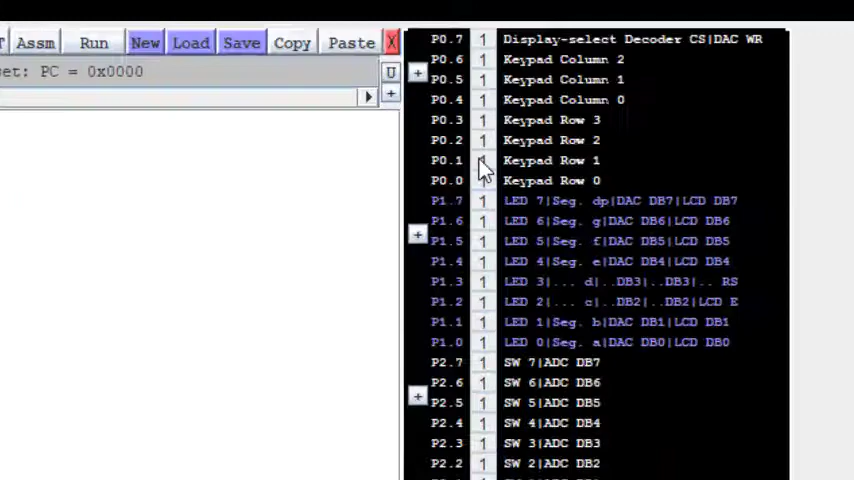 T Assm Run New Load Save Copy Paste X
set: PC = 0x0000 U
+
P0.7 1 Display-select Decoder CS|DAC WR
P0.6 1 Keypad Column 2
+ P0.5 1 Keypad Column 1
P0.4 1 Keypad Column 0
P0.3 1 Keypad Row 3
P0.2 1 Keypad Row 2
P0.1 1 Keypad Row 1
P0.0 1 Keypad Row 0
P1.7 1 LED 7|Seg. dp|DAC DB7|LCD DB7
P1.6 1 LED 6|Seg. g|DAC DB6|LCD DB6
+ P1.5 1 LED 5|Seg. f|DAC DB5|LCD DB5
P1.4 1 LED 4|Seg. e|DAC DB4|LCD DB4
P1.3 1 LED 3|... d|..DB3|..DB3|.. RS
P1.2 1 LED 2|... c|..DB2|..DB2|LCD E
P1.1 1 LED 1|Seg. b|DAC DB1|LCD DB1
P1.0 1 LED 0|Seg. a|DAC DB0|LCD DB0
P2.7 1 SW 7|ADC DB7
P2.6 1 SW 6|ADC DB6
+ P2.5 1 SW 5|ADC DB5
P2.4 1 SW 4|ADC DB4
P2.3 1 SW 3|ADC DB3
P2.2 1 SW 2|ADC DB2